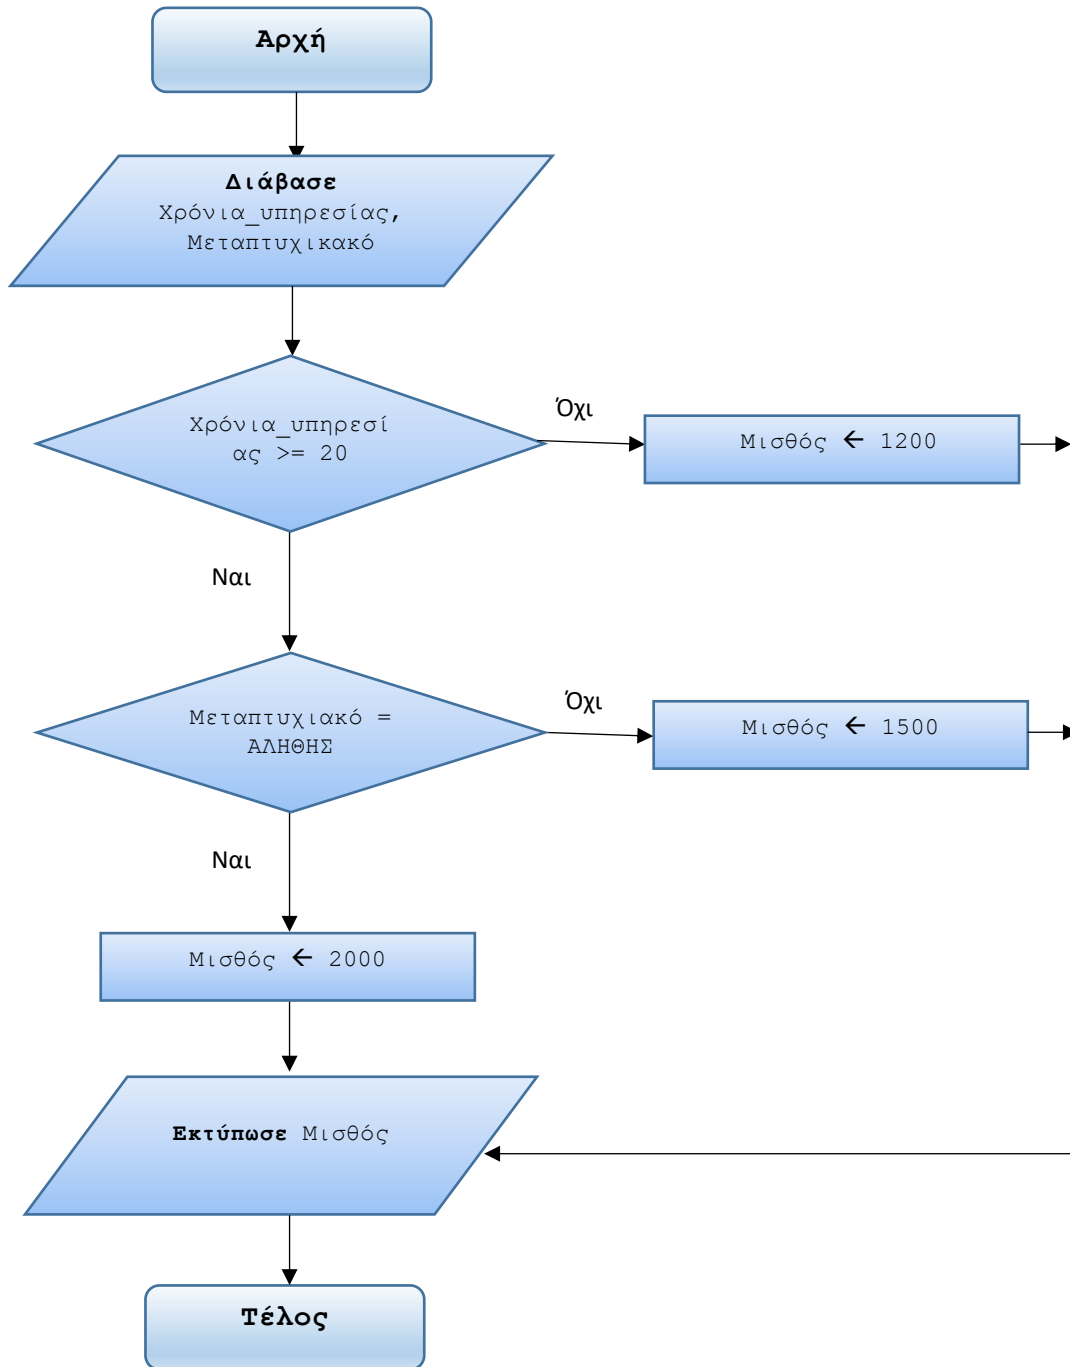 Αρχή
Διάβασε
Χρόνια_υπηρεσίας,
Μεταπτυχικακό
Χρόνια_υπηρεσί
ας >= 20
Όχι
Μισθός ← 1200
Ναι
Μεταπτυχιακό =
ΑΛΗΘΗΣ
Όχι
Μισθός ← 1500
Ναι
Μισθός ← 2000
Εκτύπωσε Μισθός
Τέλος